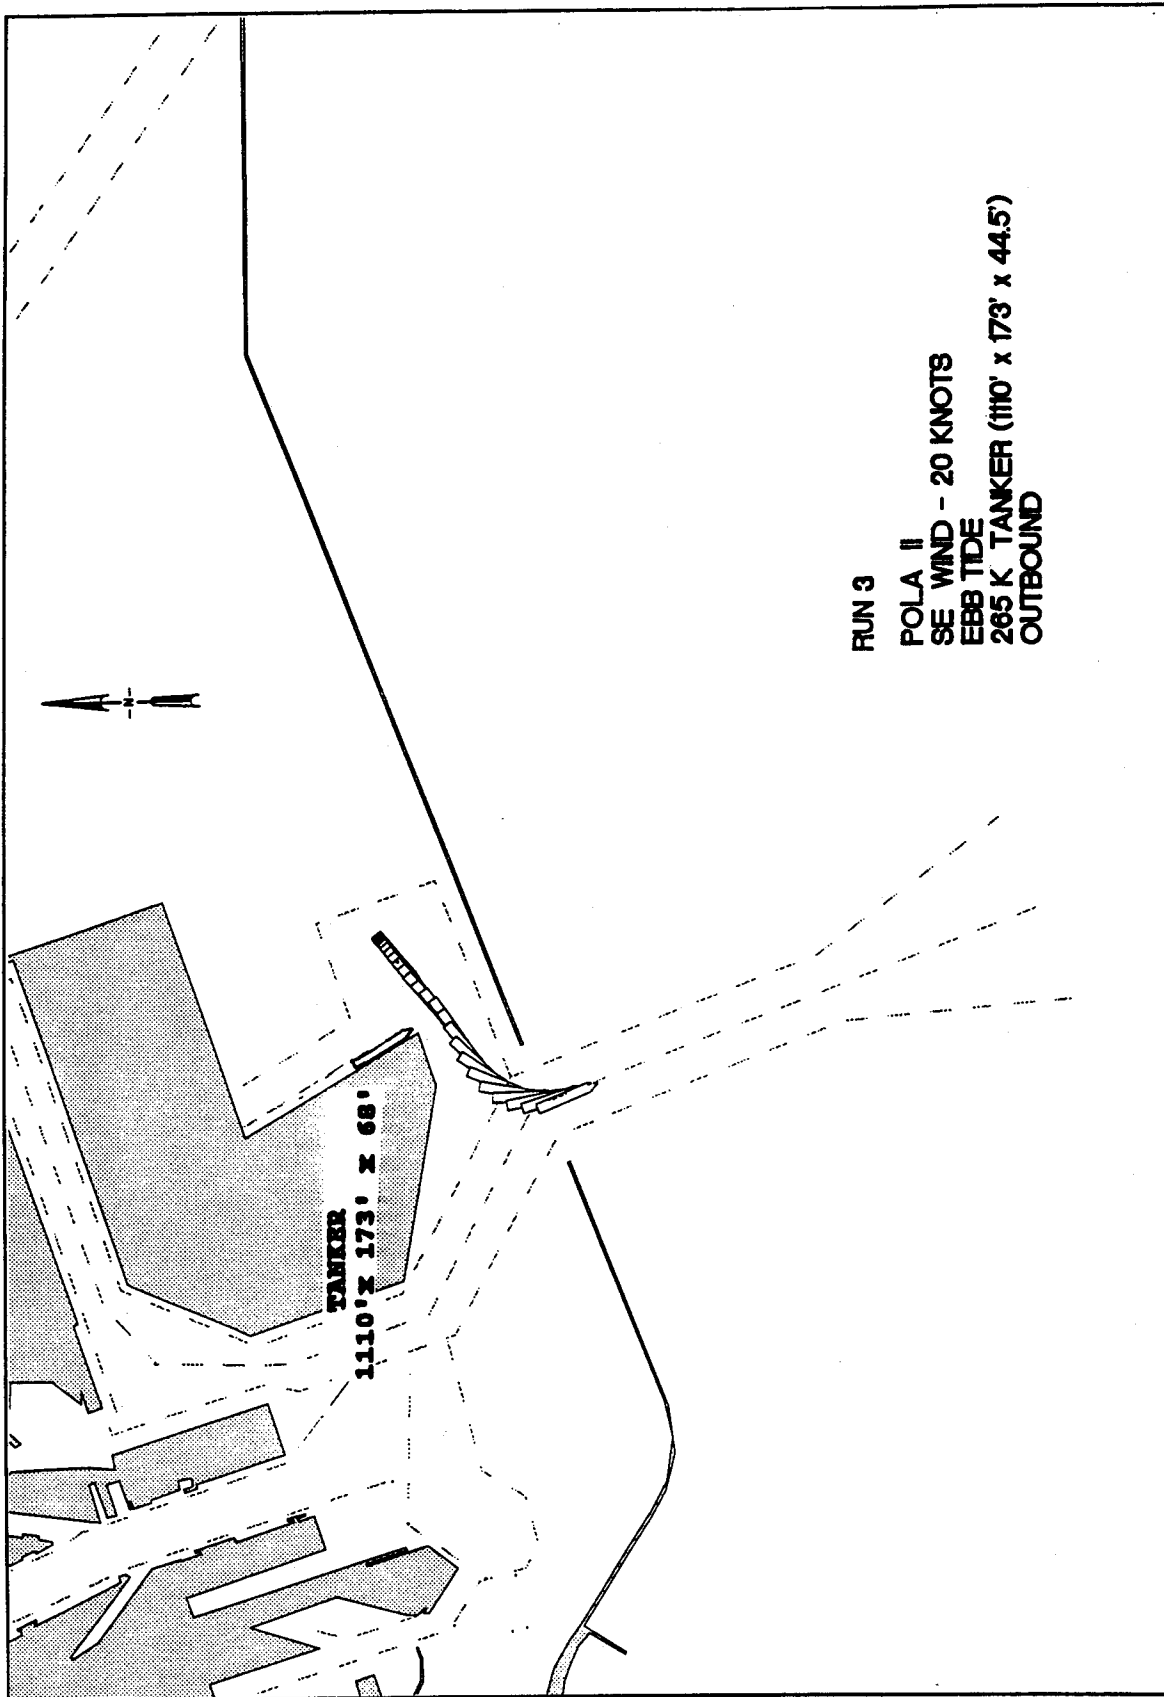 TANKER
1110'X 173' X 68'
-N-
RUN 3
POLA II
SE WIND - 20 KNOTS
EBB TIDE
265 K TANKER (1110' x 173' x 44.5')
OUTBOUND